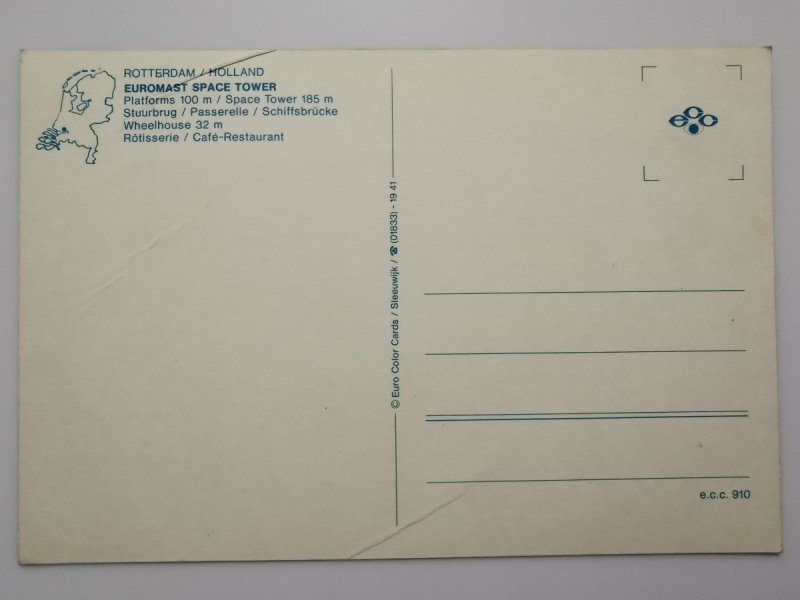 ROTTERDAM / HOLLAND
EUROMAST SPACE TOWER
Platforms 100 m / Space Tower 185 m
Stuurbrug / Passerelle / Schiffsbrücke
Wheelhouse 32 m
Rôtisserie / Café-Restaurant
© Euro Color Cards / Sleeuwijk / ☎ (01833) - 19 41
ecc
e.c.c. 910